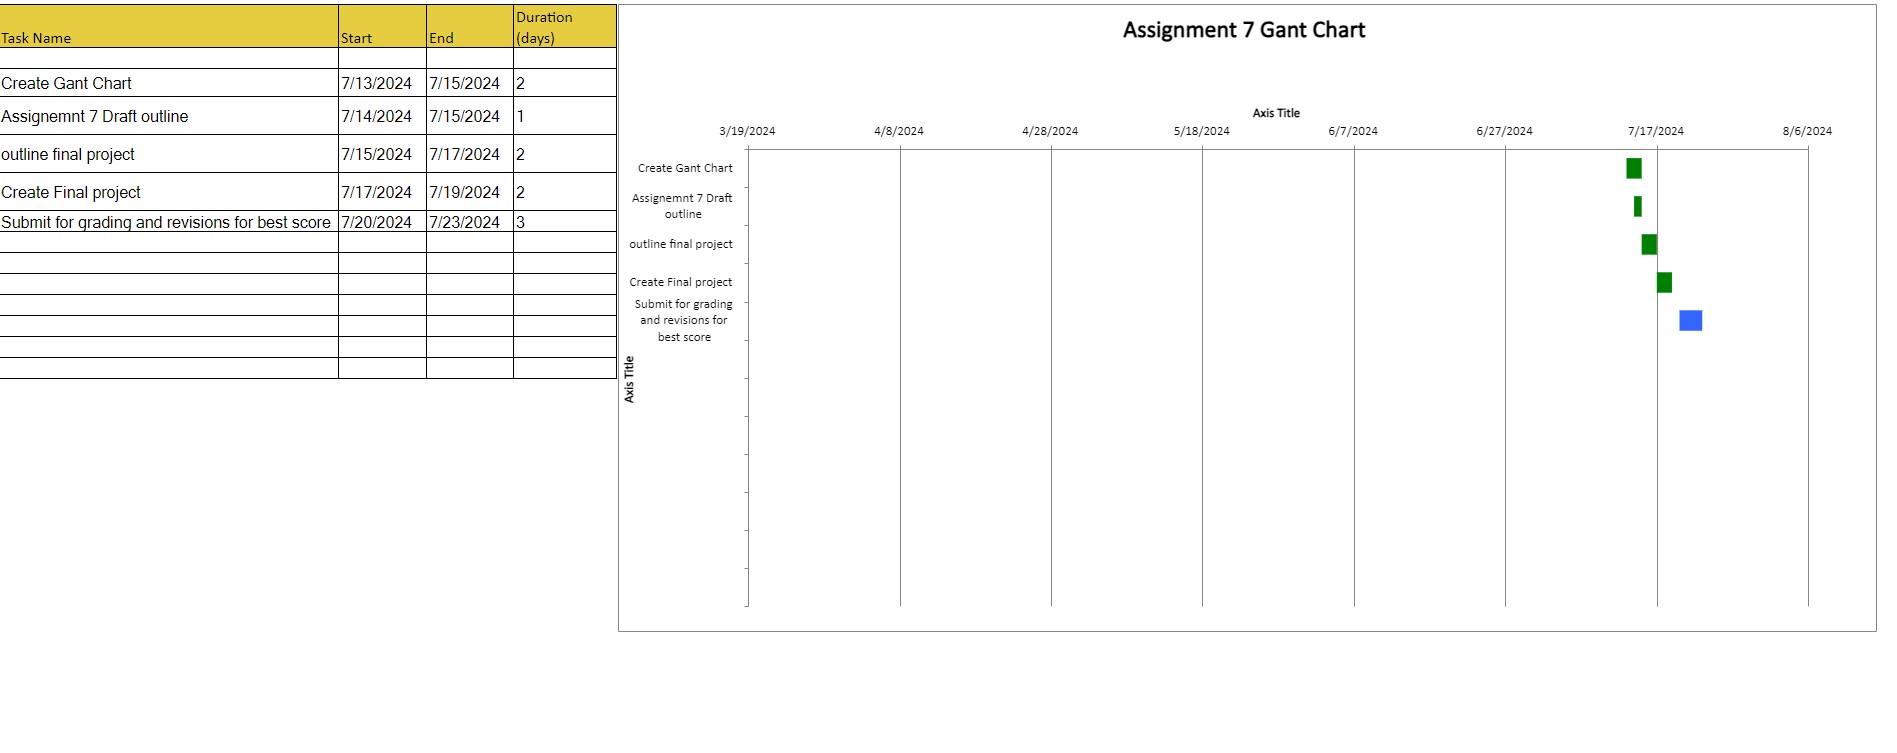 Task Name Start End Duration (days)
Create Gant Chart 7/13/2024 7/15/2024 2
Assignemnt 7 Draft outline 7/14/2024 7/15/2024 1
outline final project 7/15/2024 7/17/2024 2
Create Final project 7/17/2024 7/19/2024 2
Submit for grading and revisions for best score 7/20/2024 7/23/2024 3
Assignment 7 Gant Chart
Axis Title
3/19/2024 4/8/2024 4/28/2024 5/18/2024 6/7/2024 6/27/2024 7/17/2024 8/6/2024
Create Gant Chart
Assignemnt 7 Draft
outline
outline final project
Create Final project
Submit for grading
and revisions for
best score
Axis Title